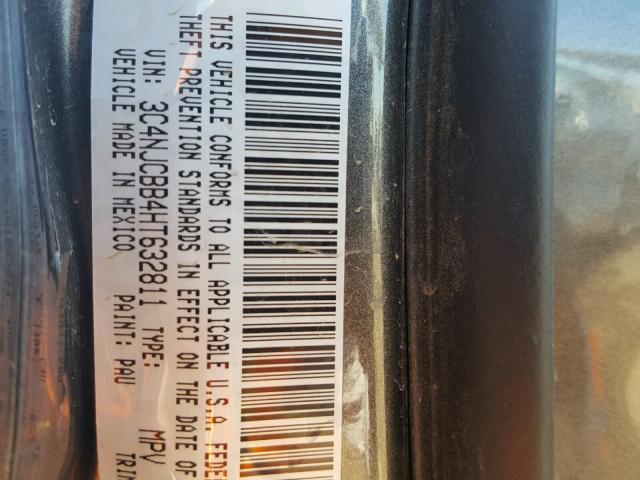 THIS VEHICLE CONFORMS TO ALL APPLICABLE U.S.A. FEDE
THEFT PREVENTION STANDARDS IN EFFECT ON THE DATE OF
VIN: 3C4NJCBB4HT632811 TYPE: MPV
VEHICLE MADE IN MEXICO PAINT: PAU TRIM